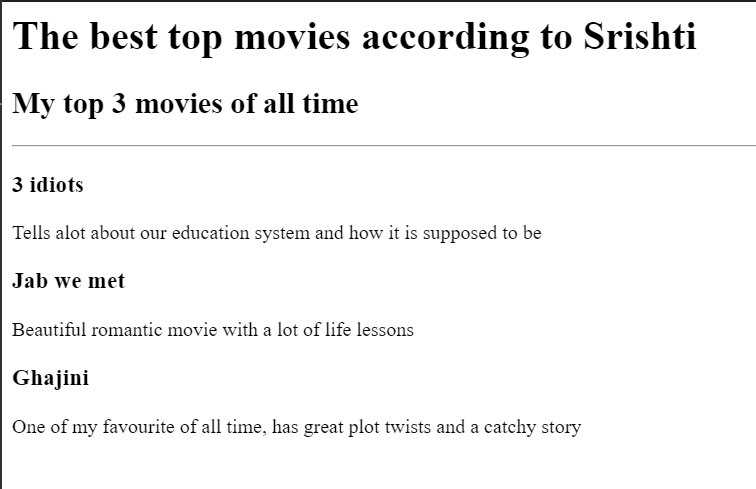 The best top movies according to Srishti
My top 3 movies of all time
3 idiots
Tells alot about our education system and how it is supposed to be
Jab we met
Beautiful romantic movie with a lot of life lessons
Ghajini
One of my favourite of all time, has great plot twists and a catchy story